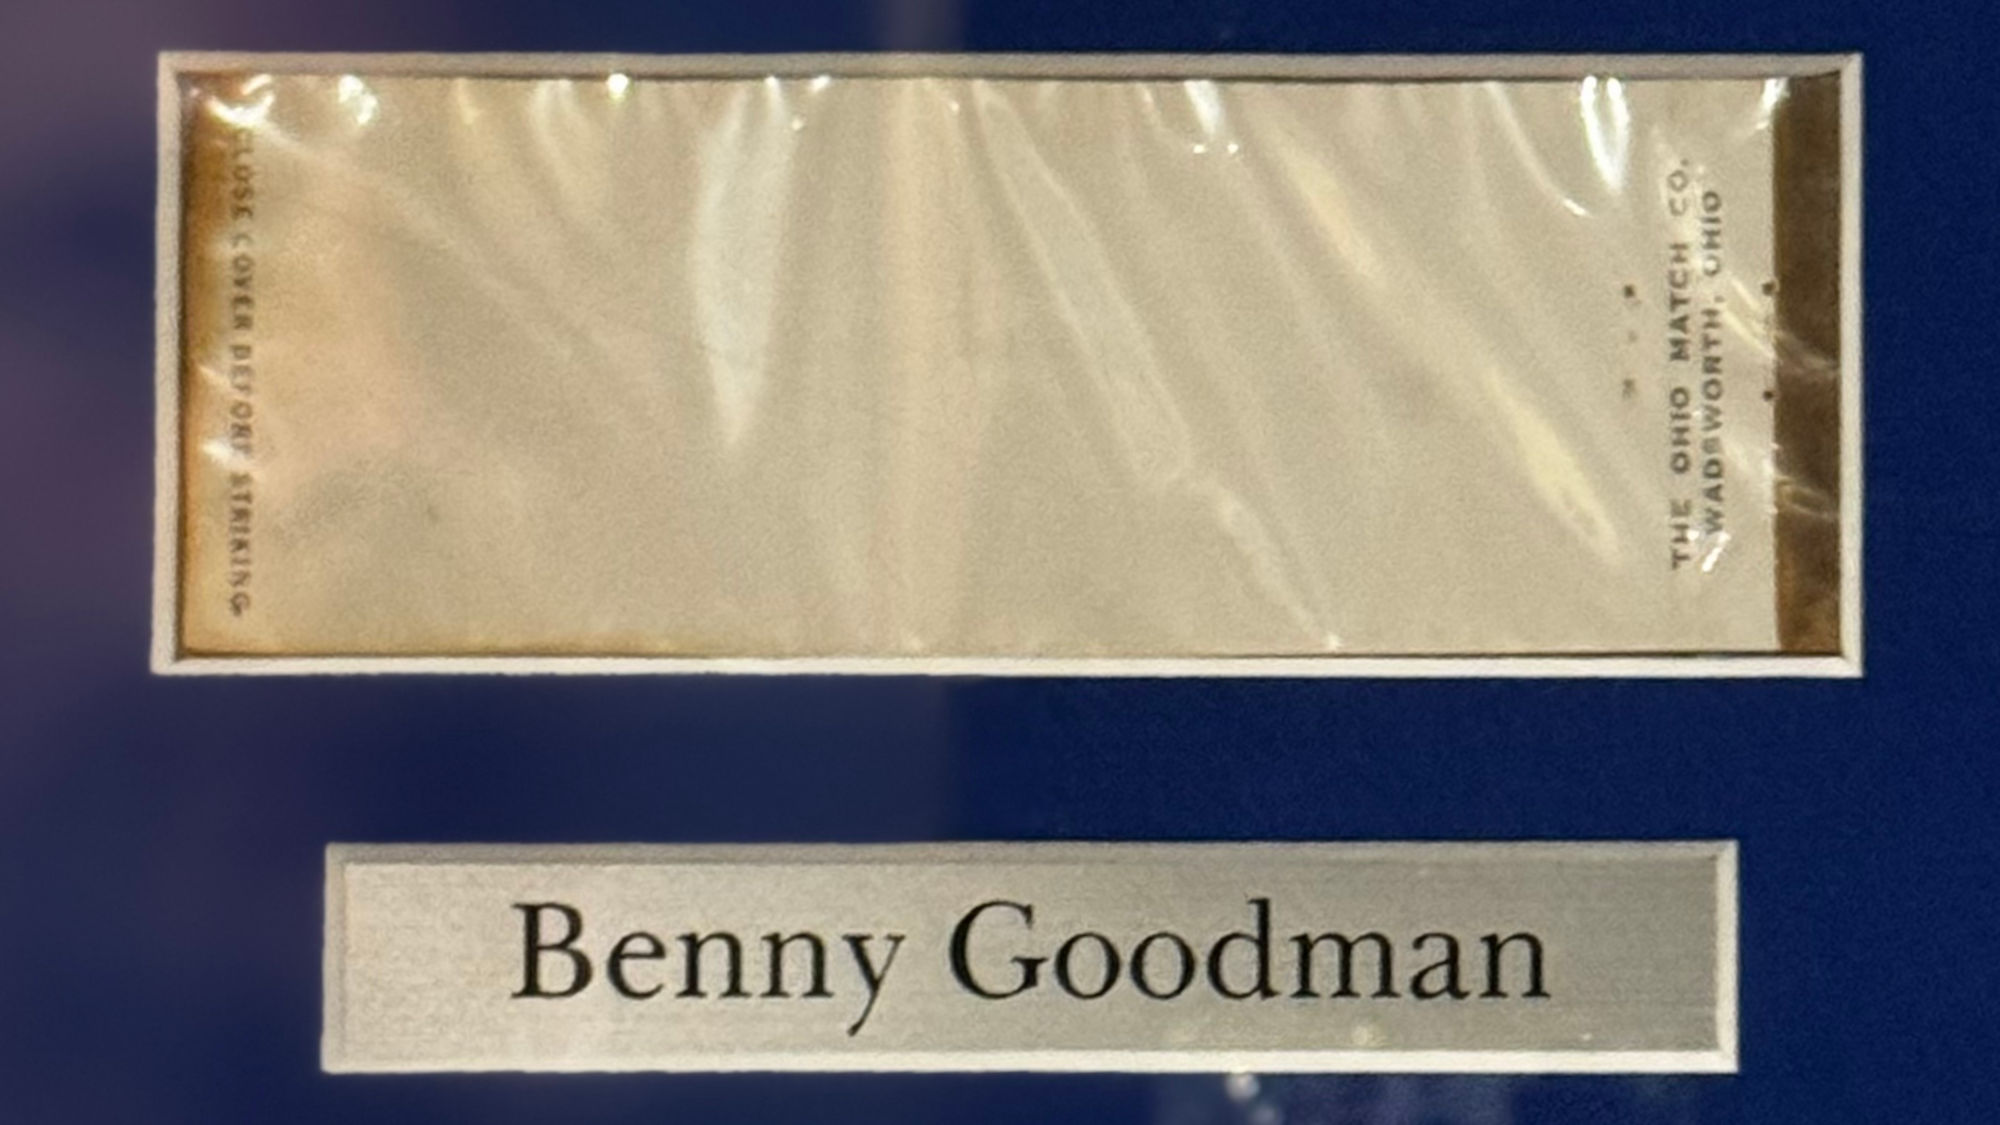 CLOSE COVER BEFORE STRIKING
THE OHIO MATCH CO.
WADSWORTH, OHIO
Benny Goodman